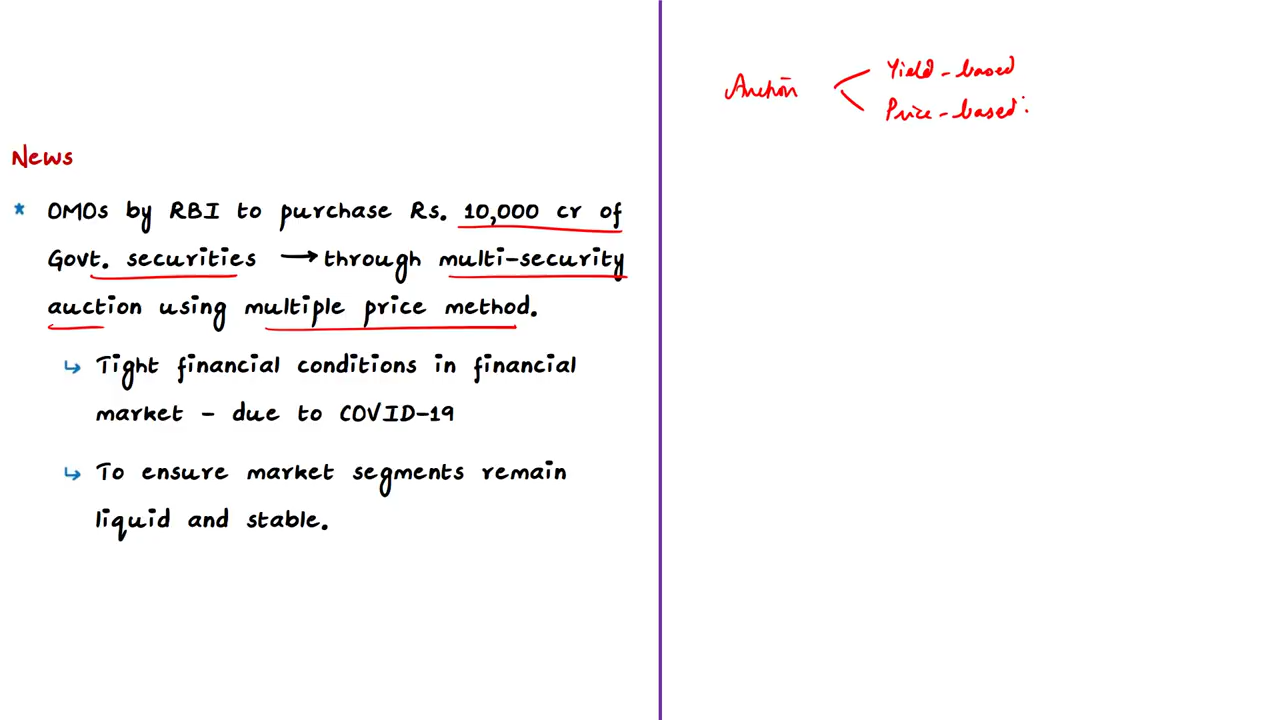 News
* OMOs by RBI to purchase Rs. 10,000 cr of
Govt. securities → through multi-security
auction using multiple price method.
↳ Tight financial conditions in financial
market - due to COVID-19
↳ To ensure market segments remain
liquid and stable.
Auction
Yield-based
Price-based: